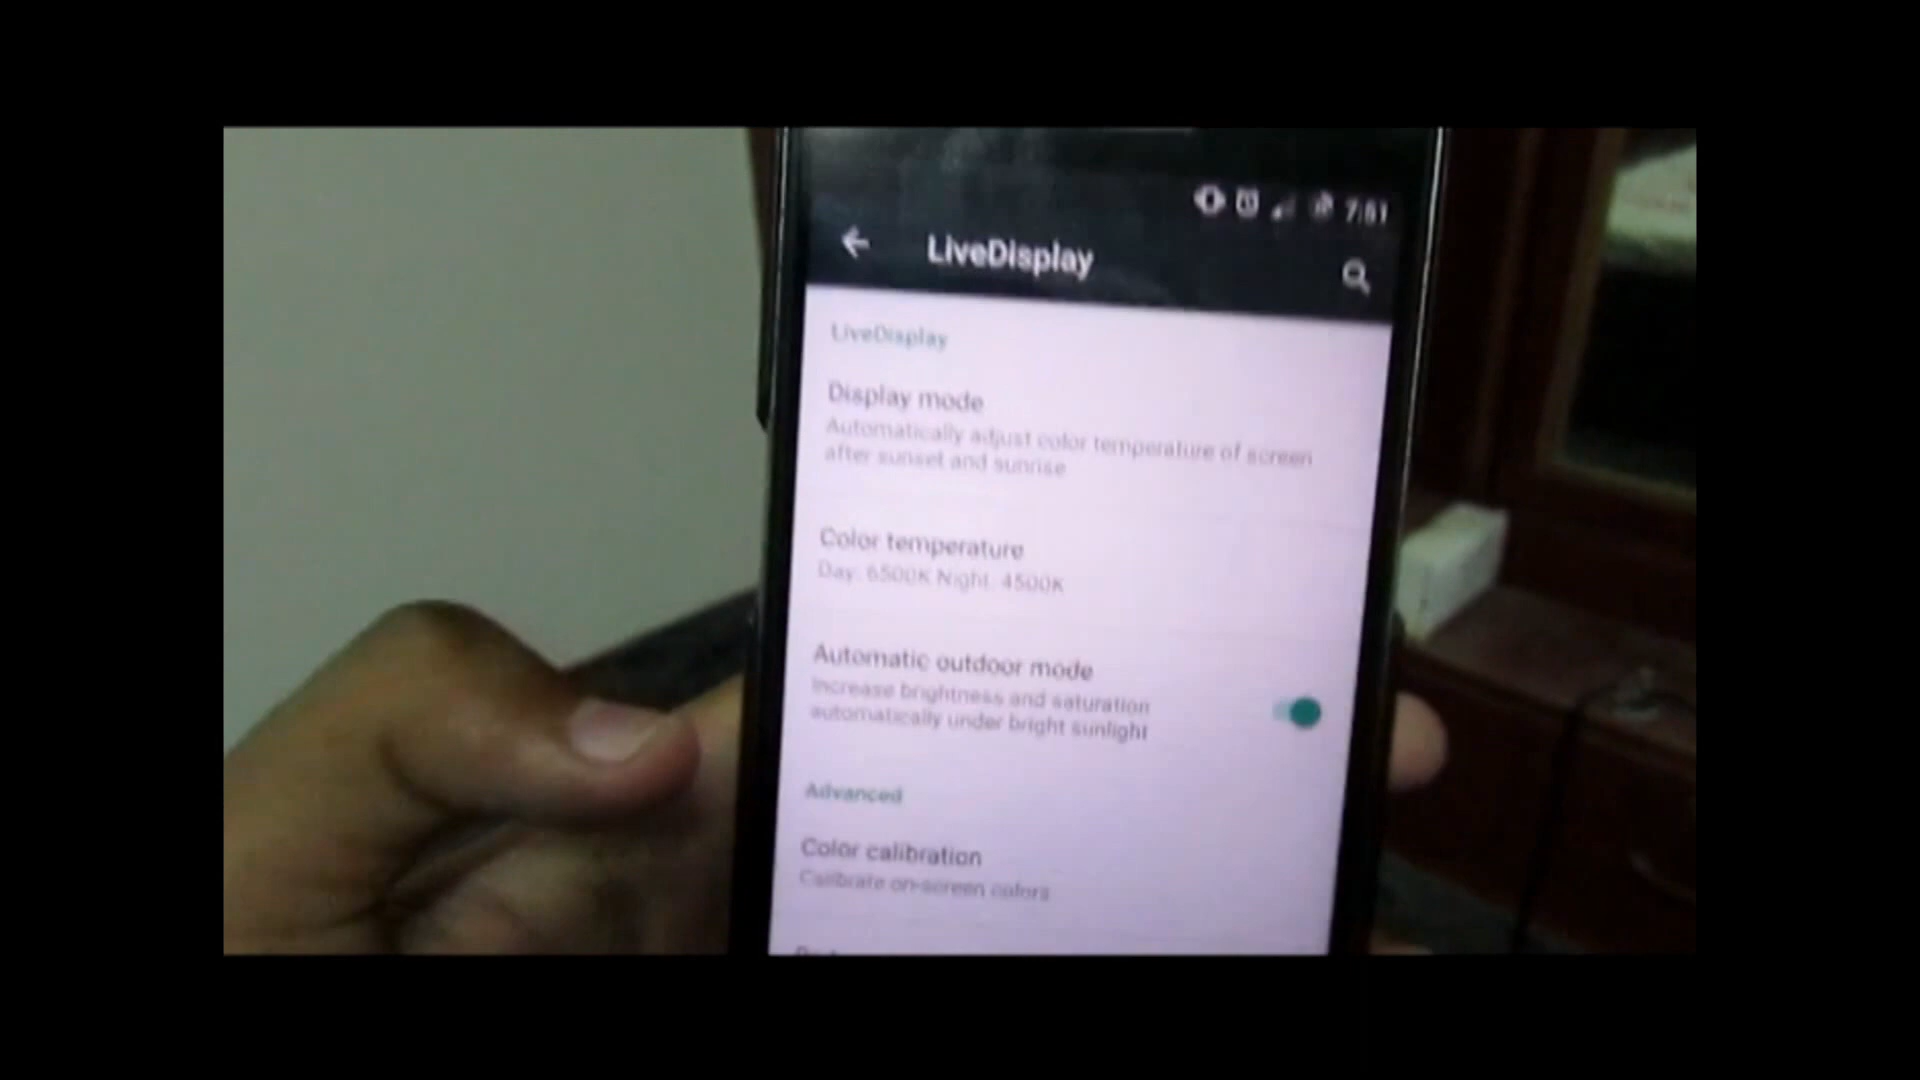 7:51
LiveDisplay
LiveDisplay
Display mode
Automatically adjust color temperature of screen
after sunset and sunrise
Color temperature
Day: 6500K Night: 4500K
Automatic outdoor mode
Increase brightness and saturation
automatically under bright sunlight
Advanced
Color calibration
Calibrate on-screen colors